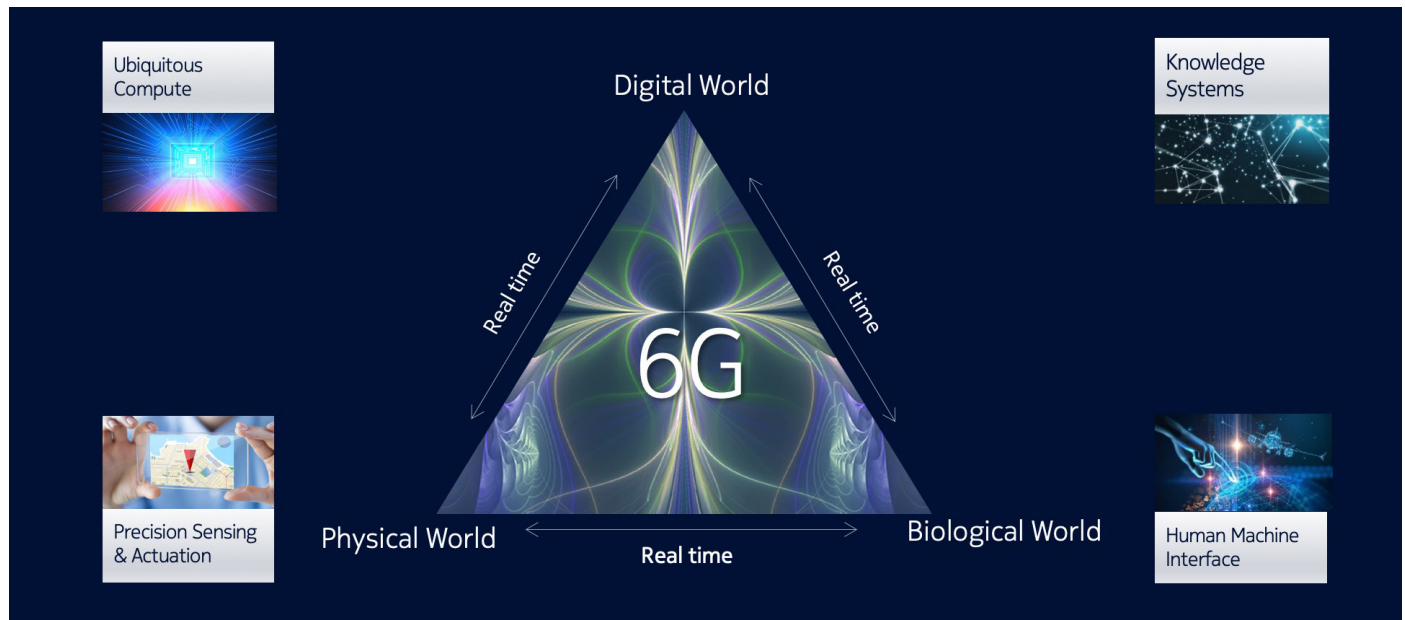 Ubiquitous
Compute
Knowledge
Systems
Digital World
Real time
Real time
6G
Physical World
Real time
Biological World
Precision Sensing
& Actuation
Human Machine
Interface